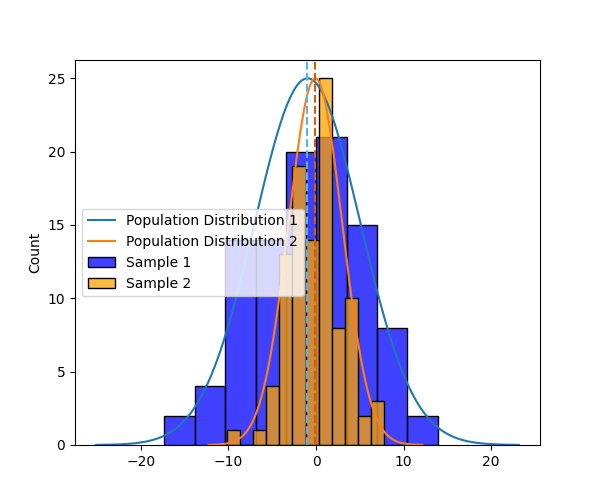 25
20
15
10
5
0
Count
Population Distribution 1
Population Distribution 2
Sample 1
Sample 2
−20
−10
0
10
20